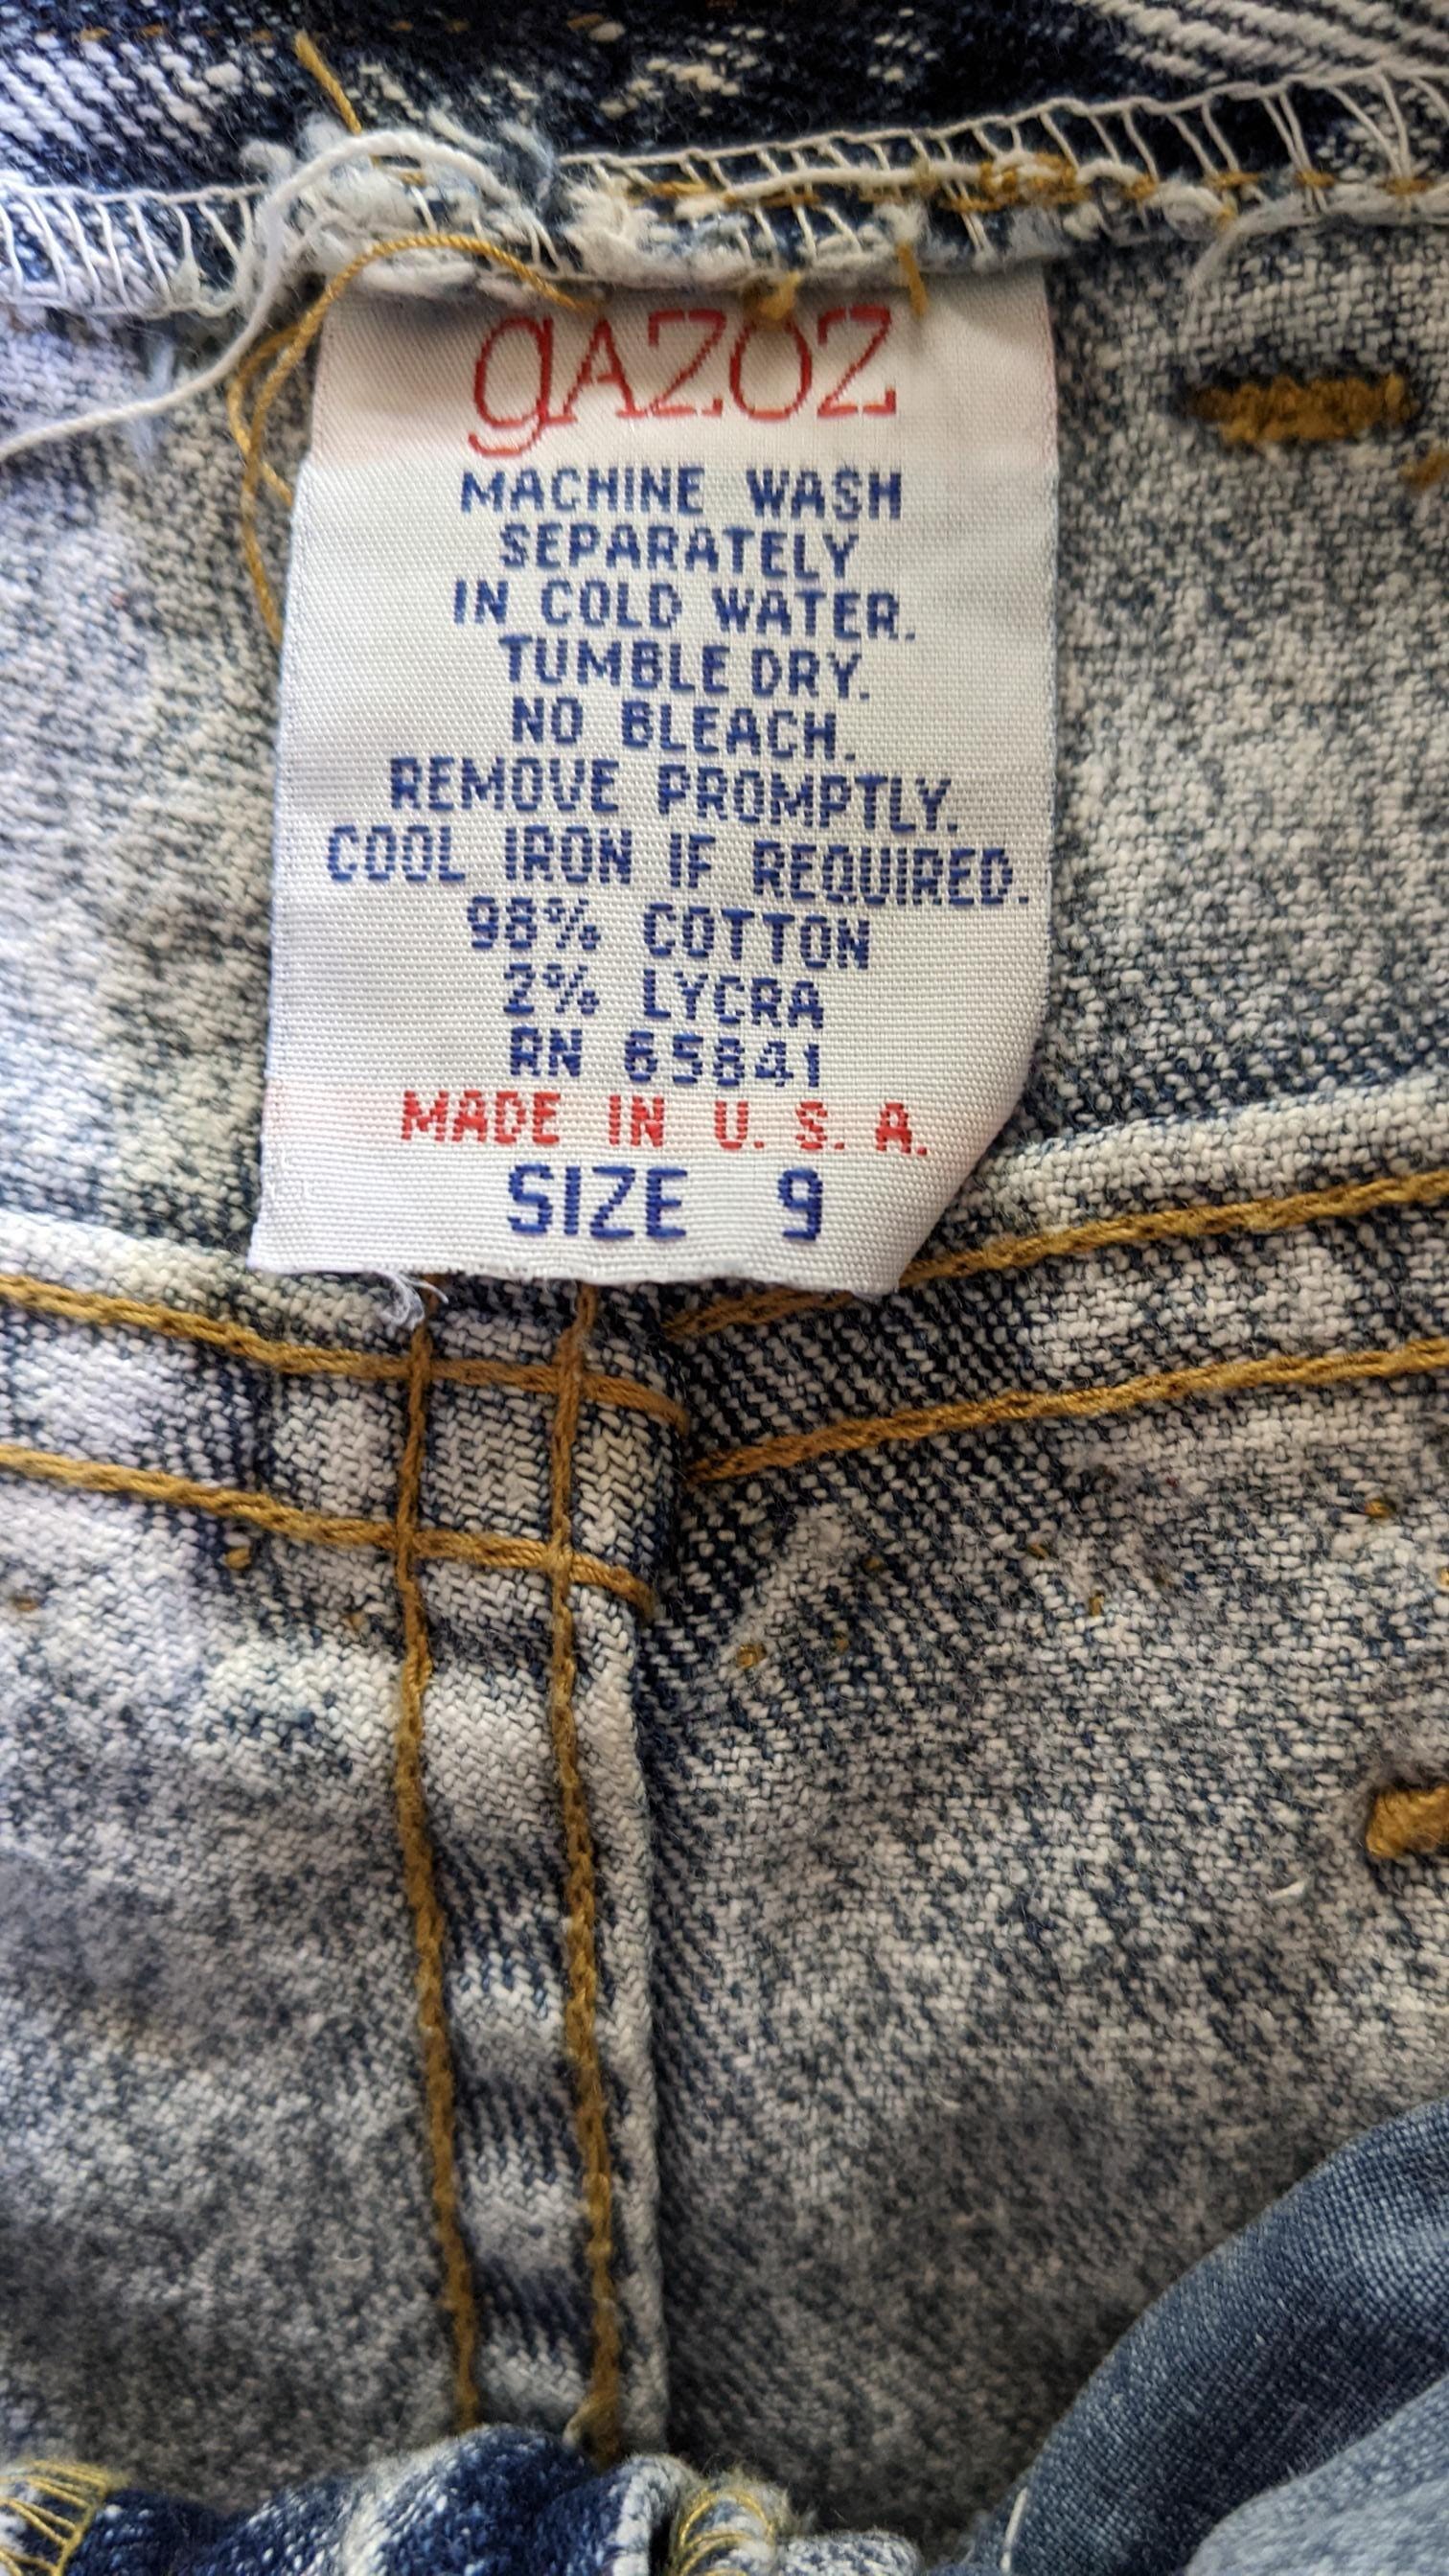 gAZOZ
MACHINE WASH
SEPARATELY
IN COLD WATER.
TUMBLE DRY.
NO BLEACH.
REMOVE PROMPTLY.
COOL IRON IF REQUIRED.
98% COTTON
2% LYCRA
RN 65841
MADE IN U. S. A.
SIZE 9